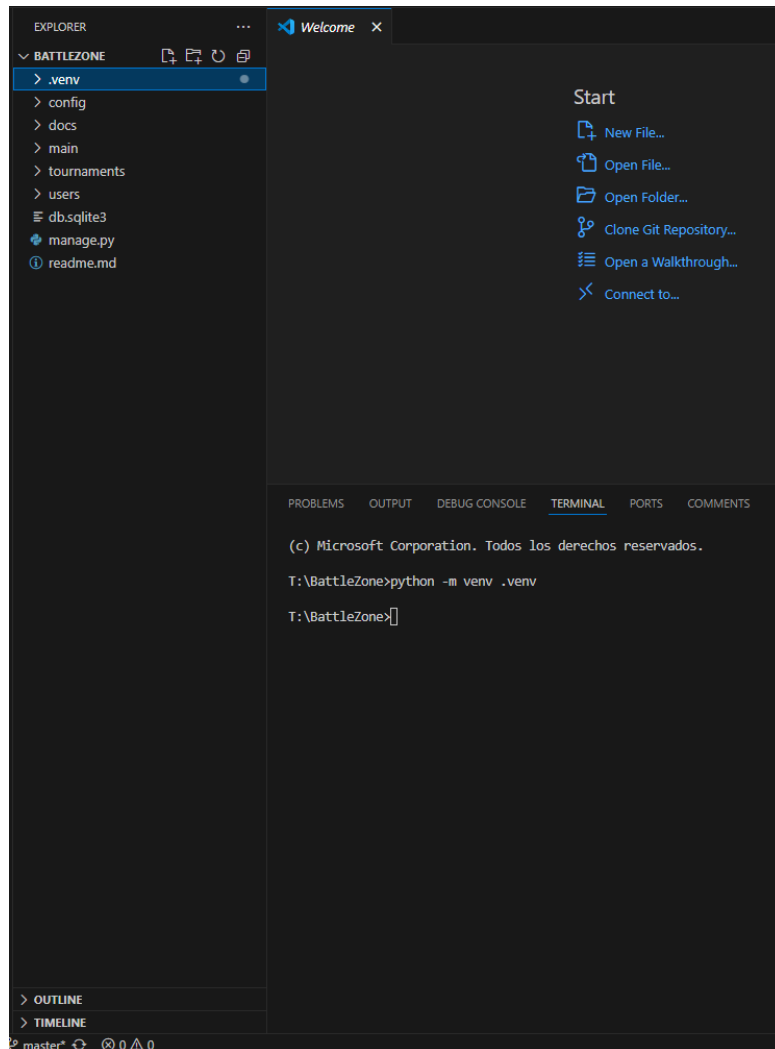 EXPLORER
BATTLEZONE
.venv
config
docs
main
tournaments
users
db.sqlite3
manage.py
readme.md
OUTLINE
TIMELINE
Welcome
Start
New File...
Open File...
Open Folder...
Clone Git Repository...
Open a Walkthrough...
Connect to...
PROBLEMS OUTPUT DEBUG CONSOLE TERMINAL PORTS COMMENTS
(c) Microsoft Corporation. Todos los derechos reservados.
T:\BattleZone>python -m venv .venv
T:\BattleZone>
master* 0 0